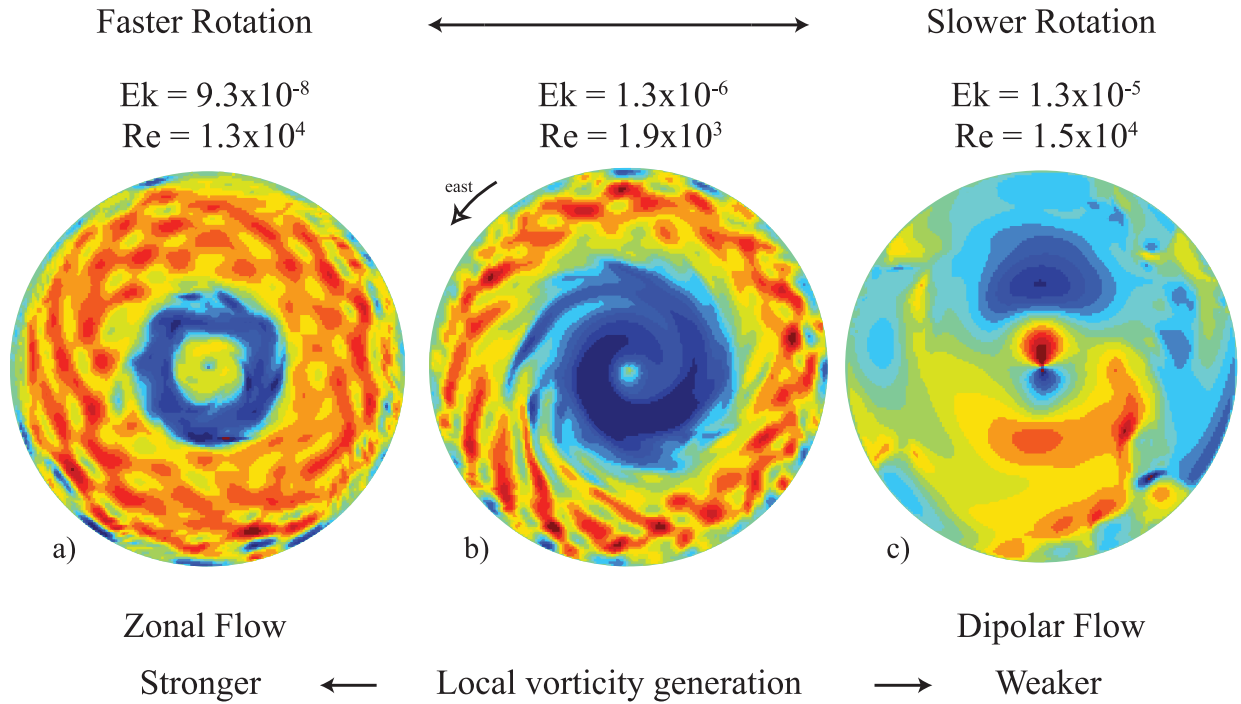 Faster Rotation
Slower Rotation
Ek = 9.3x10⁻⁸
Re = 1.3x10⁴
Ek = 1.3x10⁻⁶
Re = 1.9x10³
Ek = 1.3x10⁻⁵
Re = 1.5x10⁴
east
a)
b)
c)
Zonal Flow
Dipolar Flow
Stronger
Local vorticity generation
Weaker